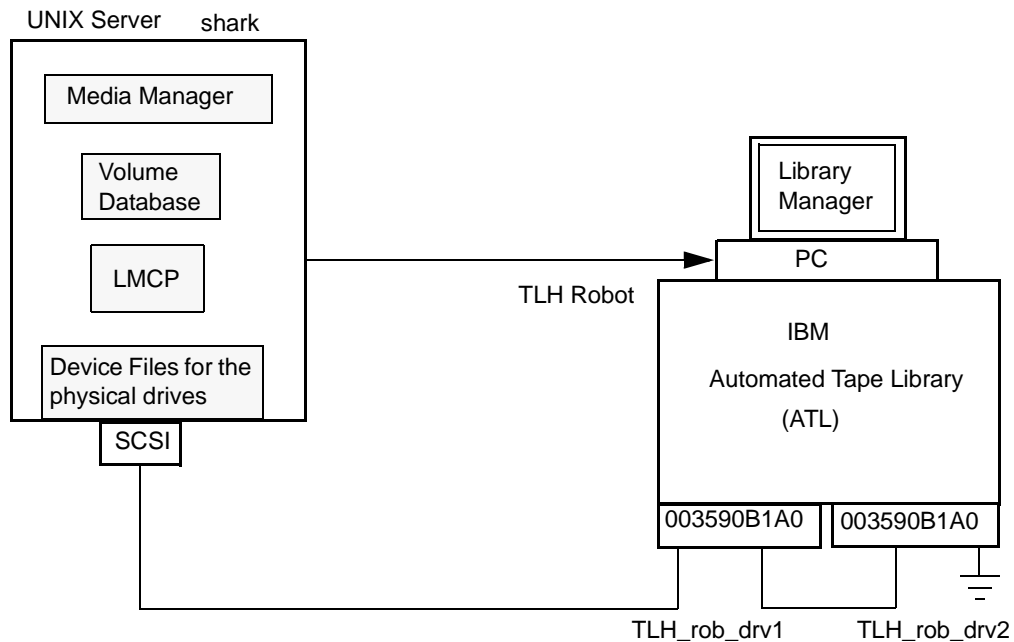 UNIX Server shark
Media Manager
Volume
Database
LMCP
Device Files for the
physical drives
SCSI
TLH Robot
Library
Manager
PC
IBM
Automated Tape Library
(ATL)
003590B1A0 003590B1A0
TLH_rob_drv1 TLH_rob_drv2